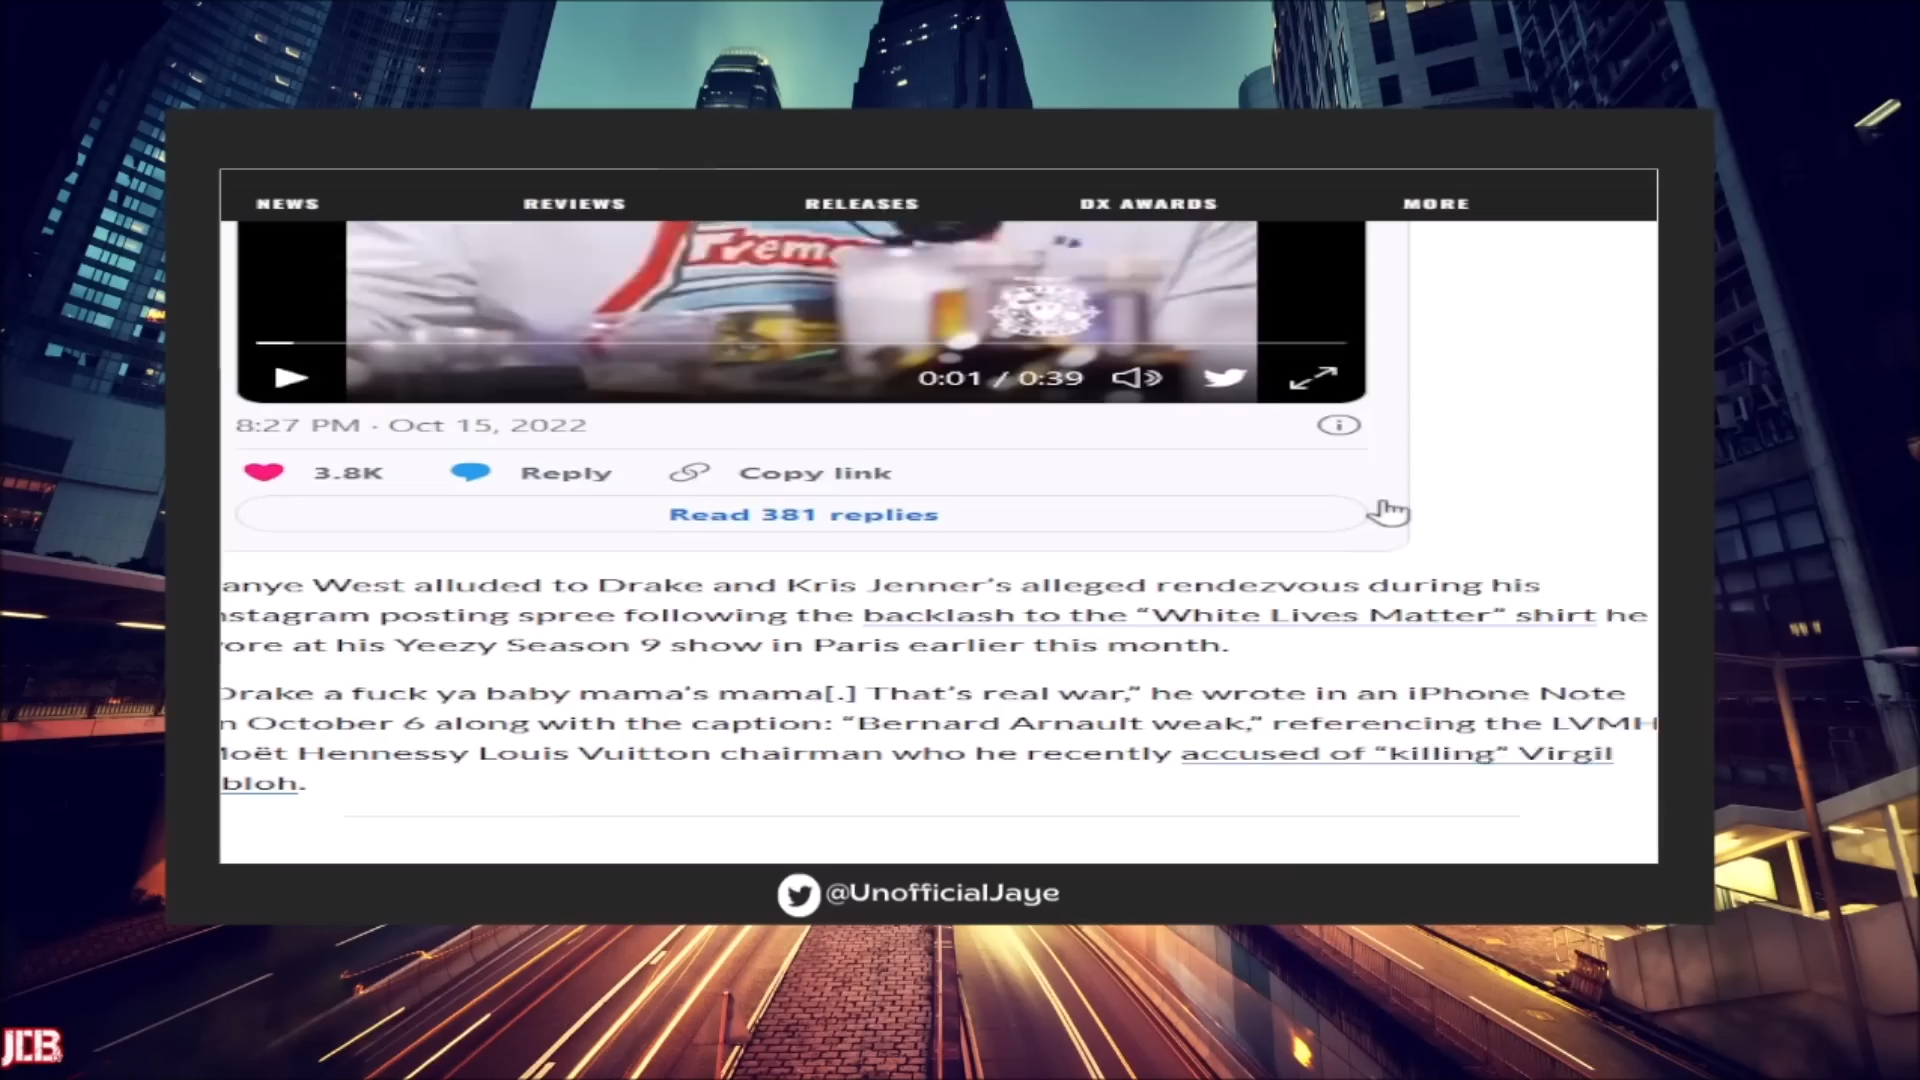 NEWS REVIEWS RELEASES DX AWARDS MORE
Treme
0:01 / 0:39
8:27 PM · Oct 15, 2022
3.8K Reply Copy link
Read 381 replies
anye West alluded to Drake and Kris Jenner’s alleged rendezvous during his
nstagram posting spree following the backlash to the “White Lives Matter” shirt he
ore at his Yeezy Season 9 show in Paris earlier this month.
Drake a fuck ya baby mama’s mama[.] That’s real war,” he wrote in an iPhone Note
n October 6 along with the caption: “Bernard Arnault weak,” referencing the LVMH
Moët Hennessy Louis Vuitton chairman who he recently accused of “killing” Virgil
bloh.
@UnofficialJaye
JCB